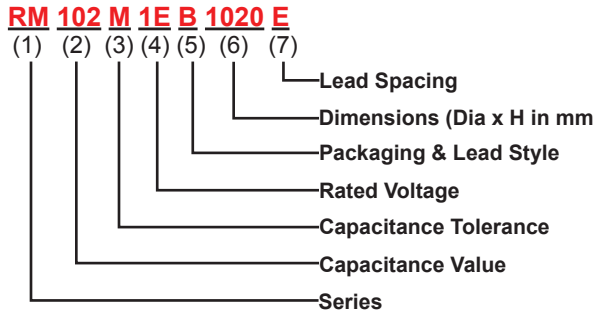 RM 102 M 1E B 1020 E
(1) (2) (3) (4) (5) (6) (7)
Lead Spacing
Dimensions (Dia x H in mm
Packaging & Lead Style
Rated Voltage
Capacitance Tolerance
Capacitance Value
Series